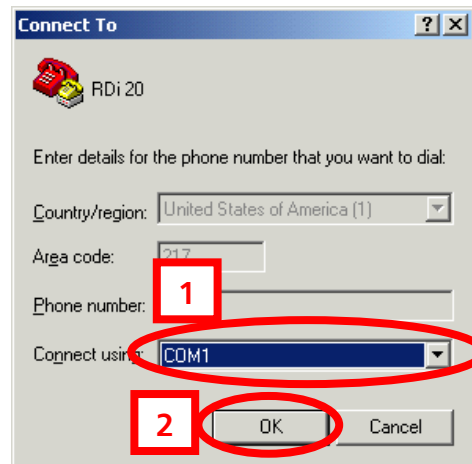 Connect To
RDi 20
Enter details for the phone number that you want to dial:
Country/region: United States of America (1)
Area code: 217
1
Phone number:
Connect using: COM1
2 OK Cancel